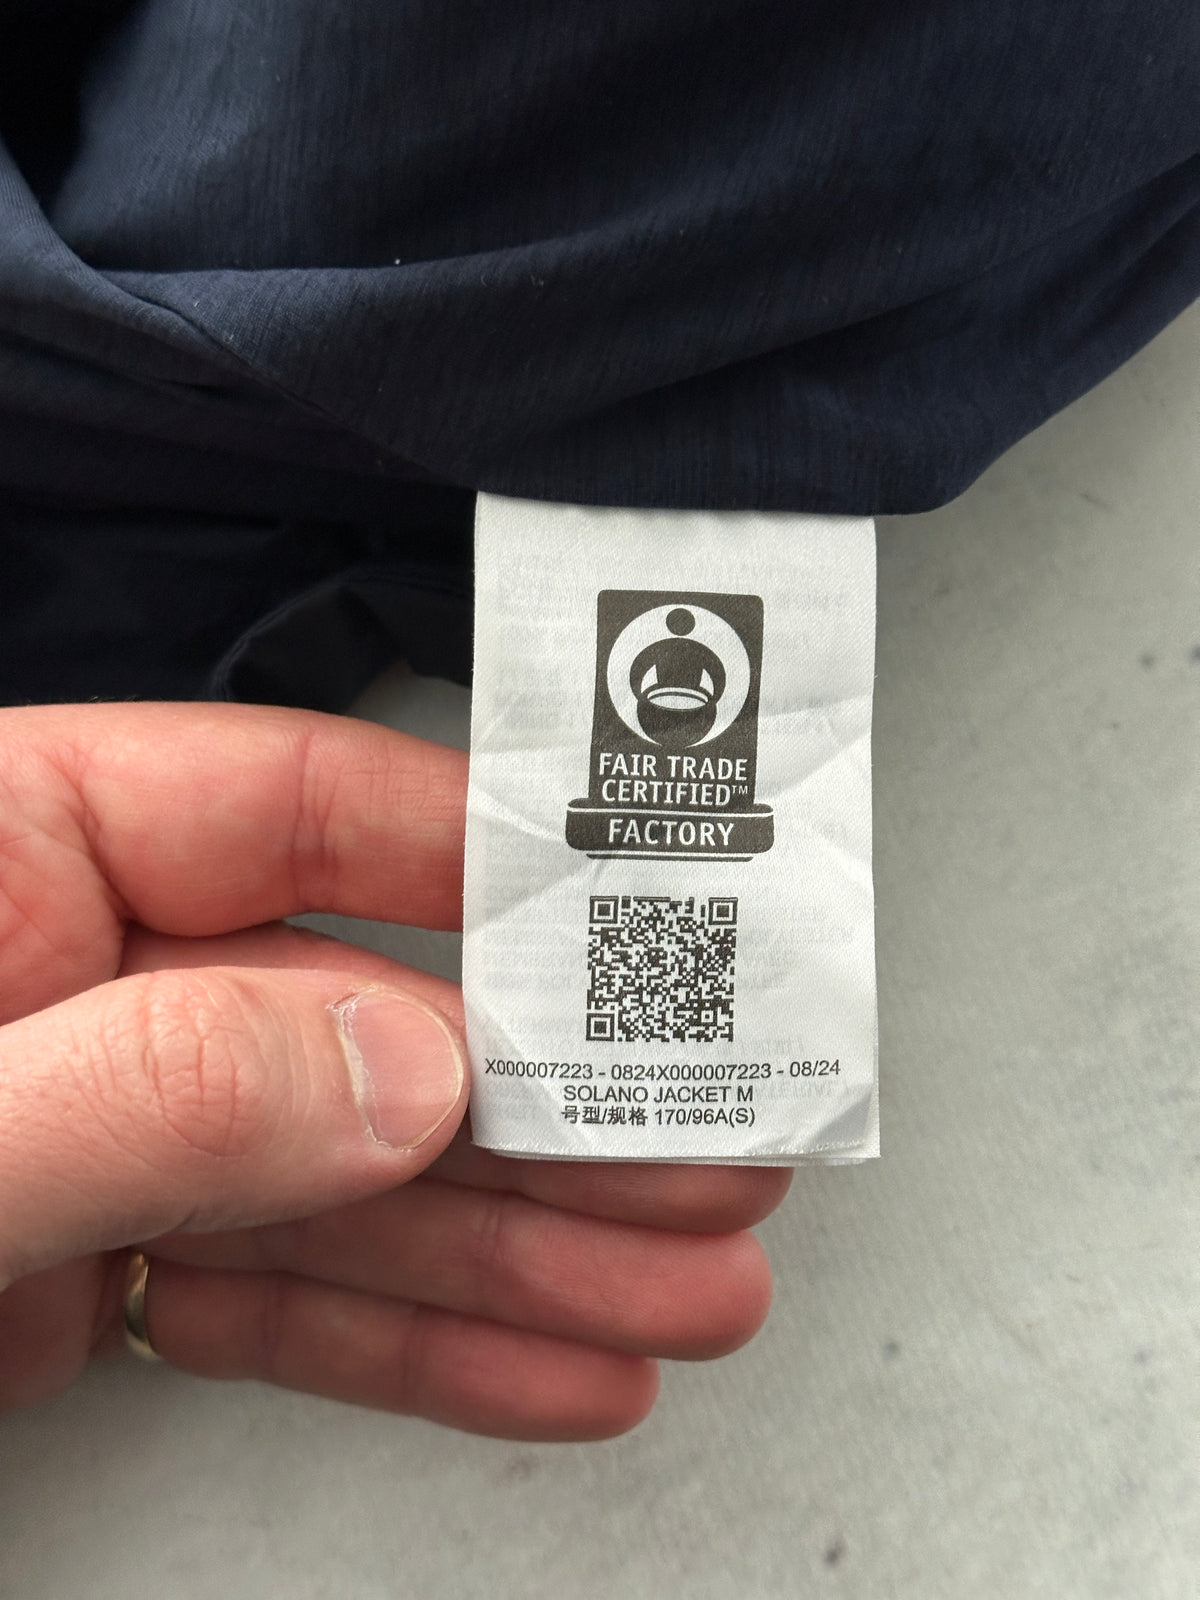 FAIR TRADE
CERTIFIED™
FACTORY
X000007223 - 0824X000007223 - 08/24
SOLANO JACKET M
号型/规格 170/96A(S)